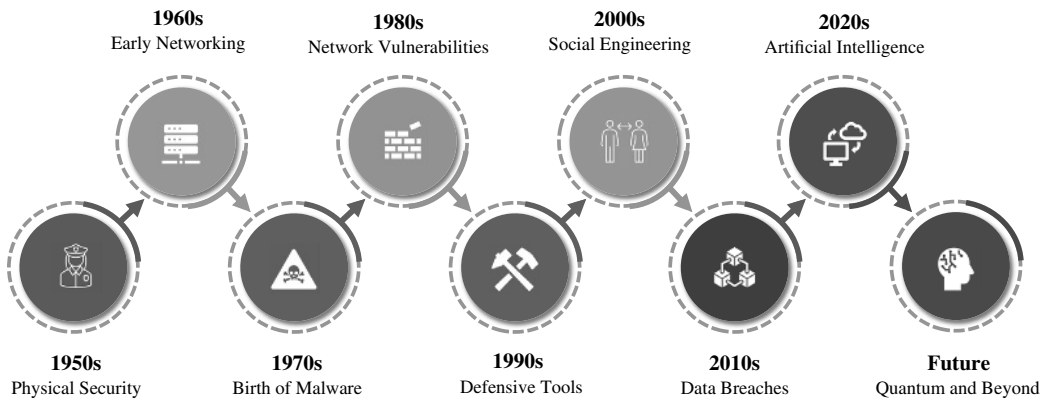 1960s
Early Networking
1980s
Network Vulnerabilities
2000s
Social Engineering
2020s
Artificial Intelligence
1950s
Physical Security
1970s
Birth of Malware
1990s
Defensive Tools
2010s
Data Breaches
Future
Quantum and Beyond